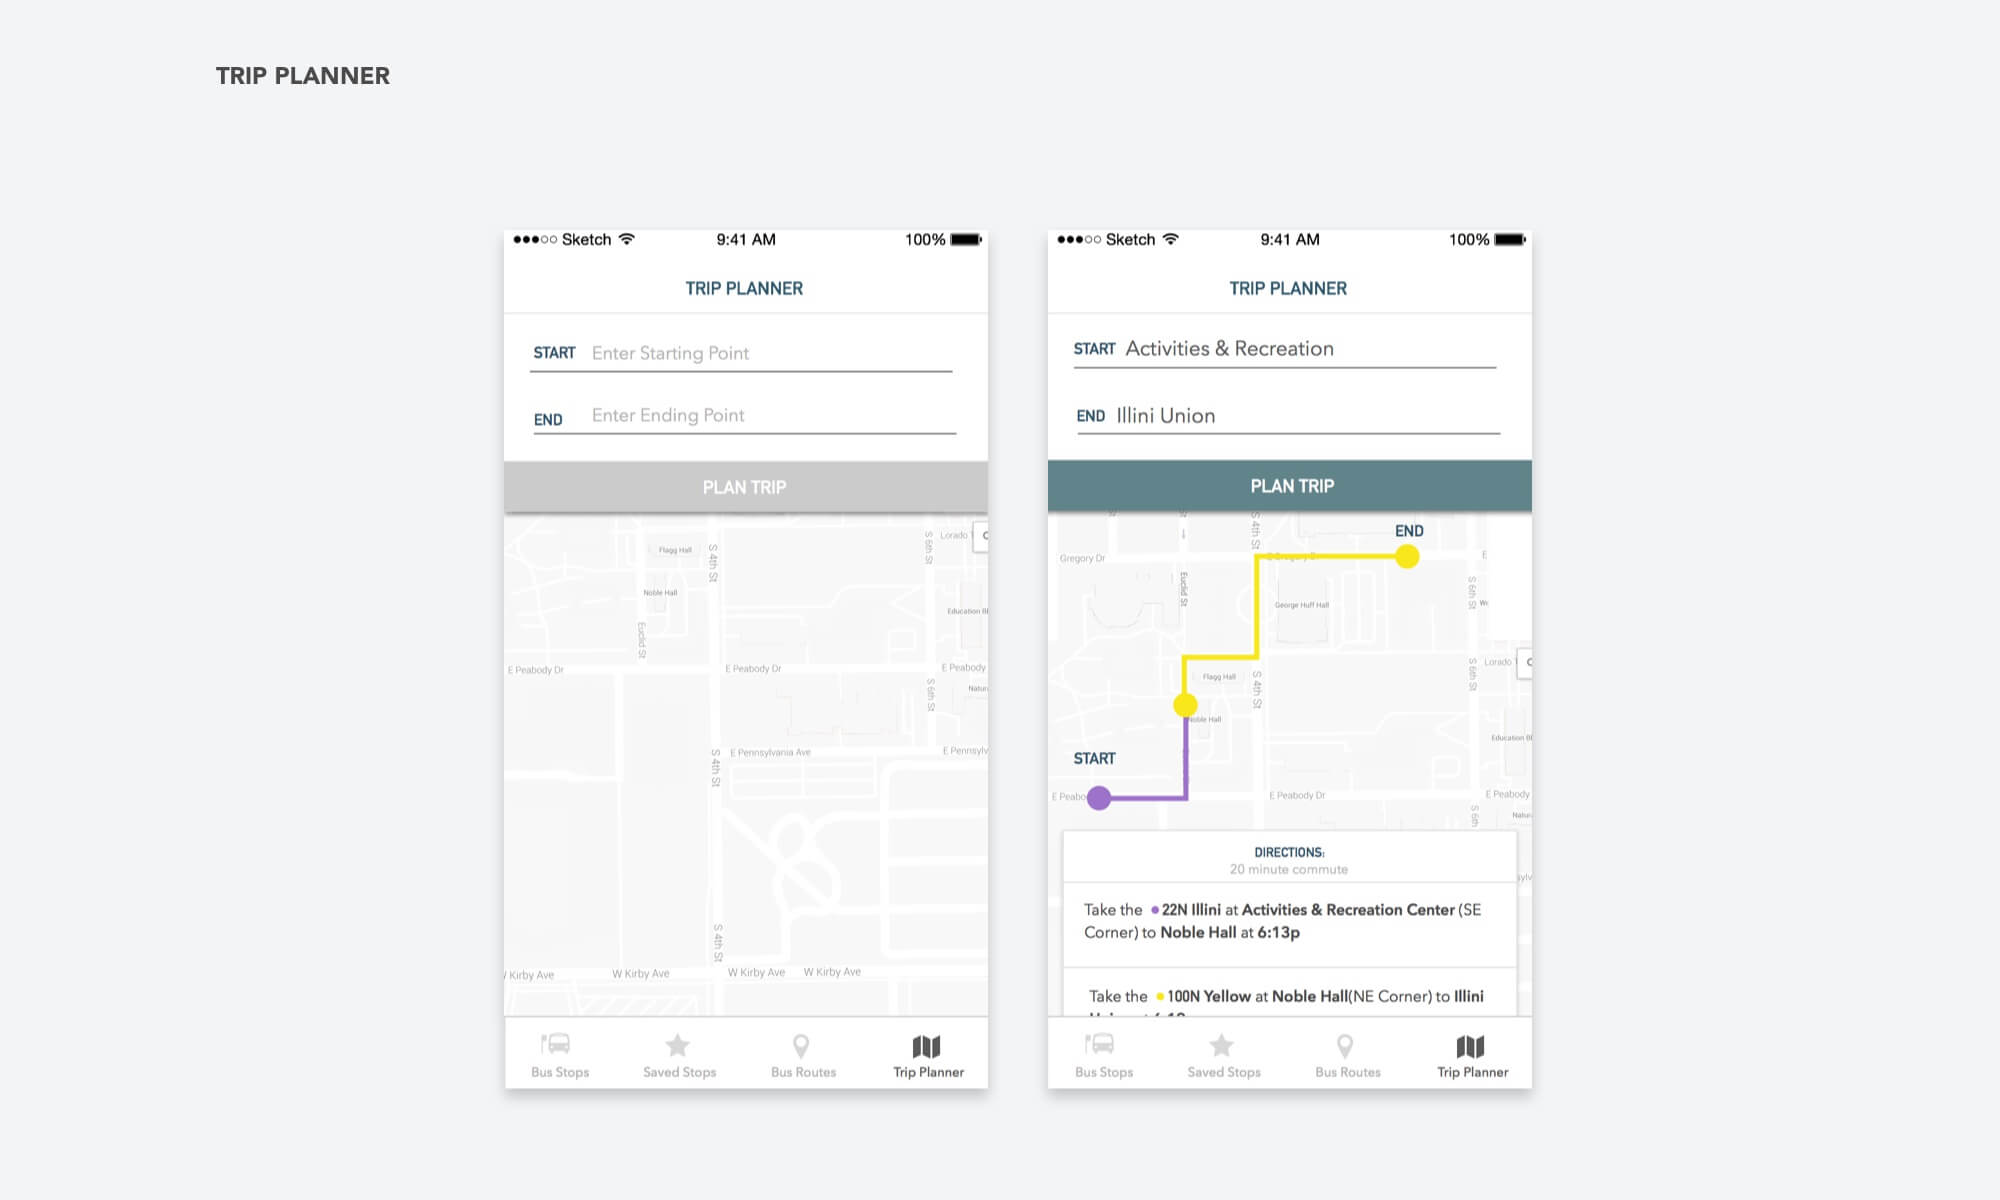 TRIP PLANNER
Sketch 9:41 AM 100%
TRIP PLANNER
START Enter Starting Point
END Enter Ending Point
PLAN TRIP
Lorado
Flagg Hall
S 4th St
S 6th St
Noble Hall
Education
Euclid St
E Peabody Dr
E Peabody Dr
E Peabody
S 6th St
E Pennsylvania Ave
S 4th St
S 4th St
W Kirby Ave
W Kirby Ave
W Kirby Ave
W Kirby Ave
Bus Stops
Saved Stops
Bus Routes
Trip Planner
Sketch 9:41 AM 100%
TRIP PLANNER
START Activities & Recreation
END Illini Union
PLAN TRIP
S 4th St
END
Gregory Dr
E
Euclid St
S 6th St
George Huff Hall
Lorado
S 6th St
Flagg Hall
S 4th St
Noble Hall
Education
START
E Peabody Dr
E Peabody
S 6th
DIRECTIONS:
20 minute commute
Take the 22N Illini at Activities & Recreation Center (SE
Corner) to Noble Hall at 6:13p
Take the 100N Yellow at Noble Hall(NE Corner) to Illini
Bus Stops
Saved Stops
Bus Routes
Trip Planner